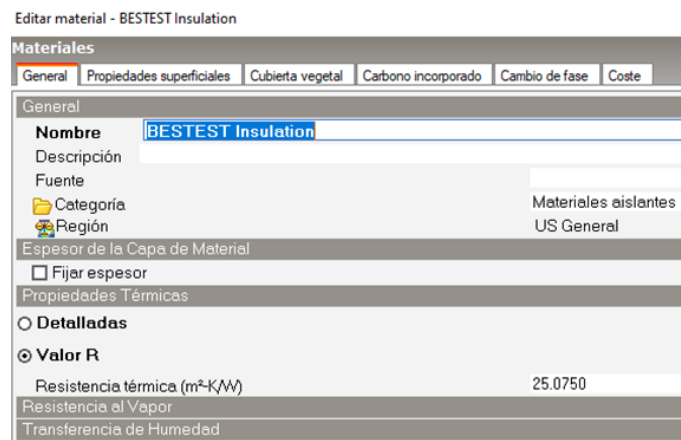 Editar material - BESTEST Insulation
Materiales
General Propiedades superficiales Cubierta vegetal Carbono incorporado Cambio de fase Coste
General
Nombre BESTEST Insulation
Descripción
Fuente
Categoría Materiales aislantes
Región US General
Espesor de la Capa de Material
Fijar espesor
Propiedades Térmicas
Detalladas
Valor R
Resistencia térmica (m²-K/W) 25.0750
Resistencia al Vapor
Transferencia de Humedad